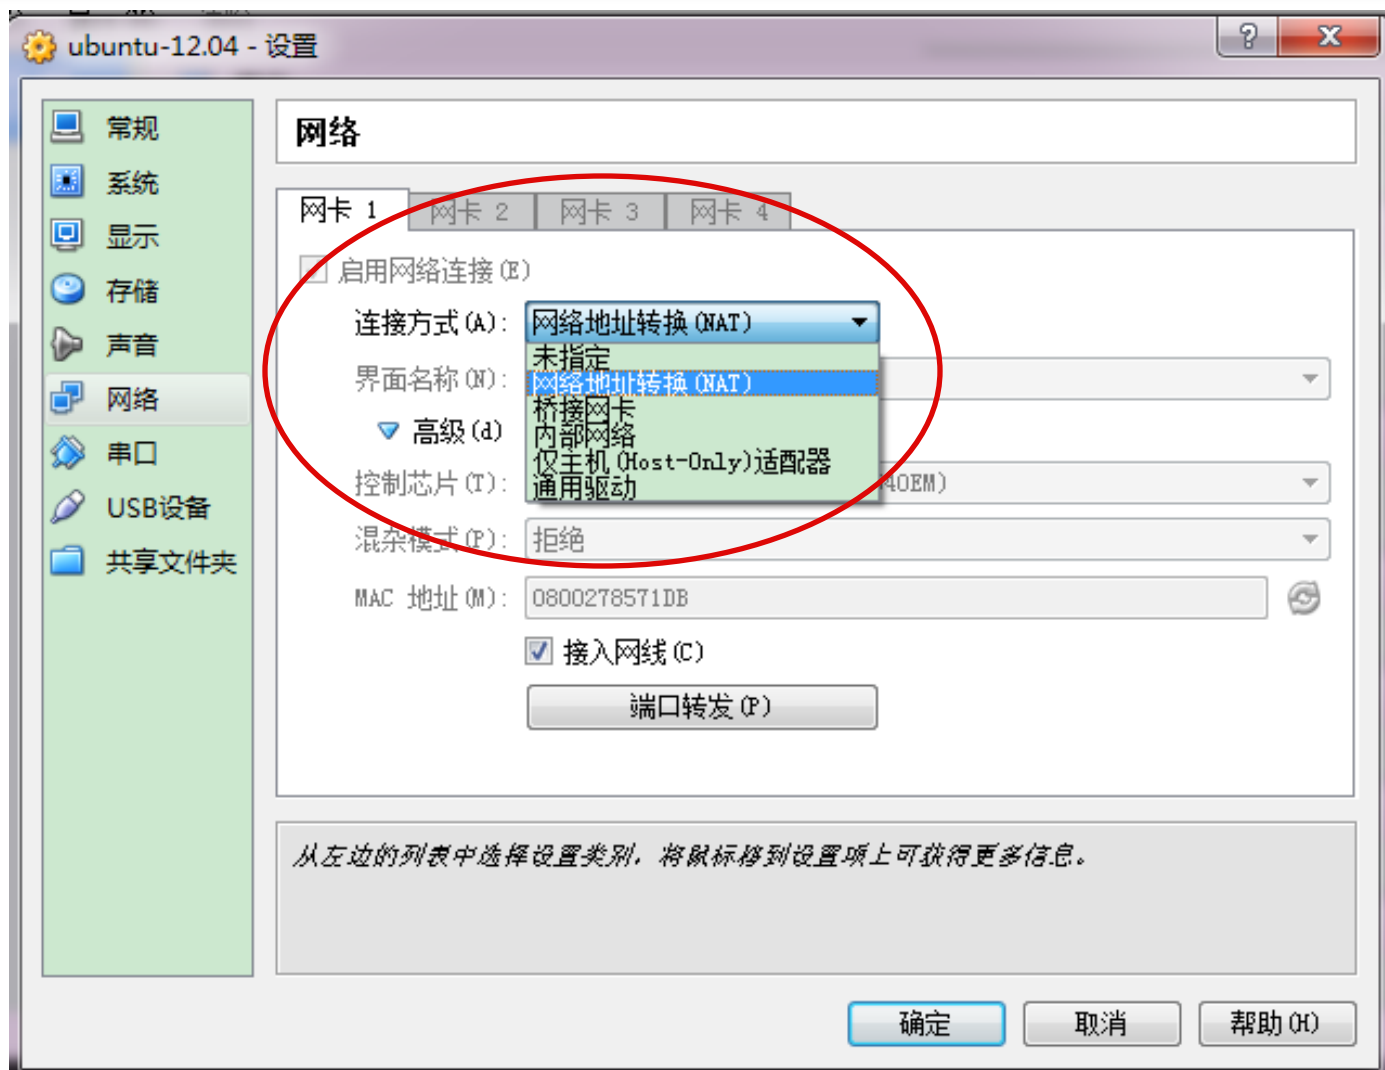 ubuntu-12.04 - 设置
常规
系统
显示
存储
声音
网络
串口
USB设备
共享文件夹
网络
网卡 1 网卡 2 网卡 3 网卡 4
启用网络连接(E)
连接方式(A): 网络地址转换(NAT)
未指定
网络地址转换(NAT)
桥接网卡
内部网络
仅主机(Host-Only)适配器
通用驱动
界面名称(N):
高级(d)
控制芯片(T): 40EM)
混杂模式(P): 拒绝
MAC 地址(M): 0800278571DB
接入网线(C)
端口转发(P)
从左边的列表中选择设置类别，将鼠标移到设置项上可获得更多信息。
确定 取消 帮助(H)